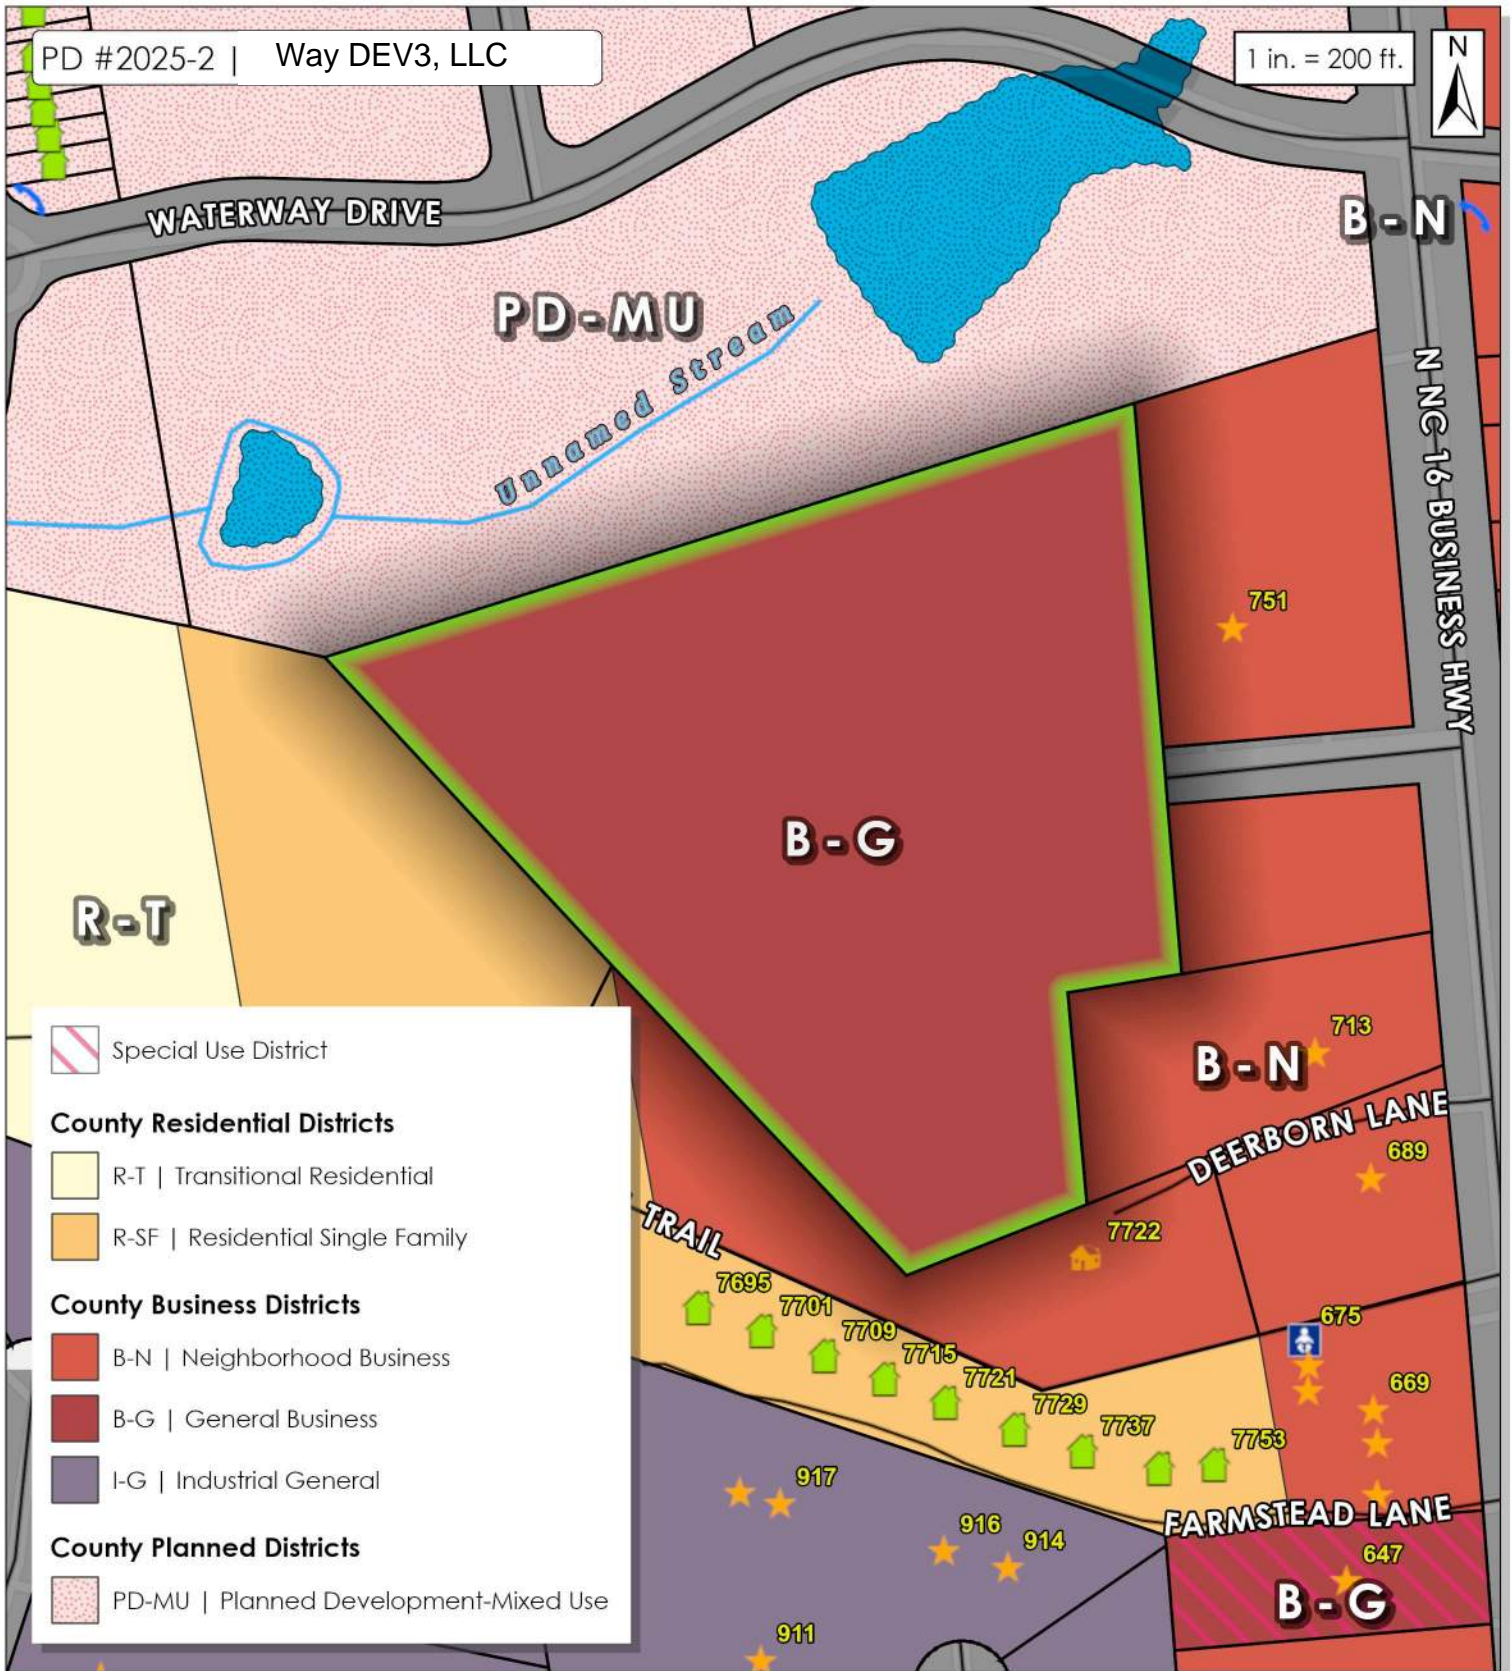 PD #2025-2 | Way DEV3, LLC
1 in. = 200 ft.
N
WATERWAY DRIVE
B - N
PD - MU
Unnamed Stream
N NC 16 BUSINESS HWY
751
B - G
R - T
713
B - N
DEERBORN LANE
689
7722
TRAIL
7695
7701
7709
7715
7721
7729
7737
7753
675
669
FARMSTEAD LANE
647
B - G
917
916
914
911
Special Use District
County Residential Districts
R-T | Transitional Residential
R-SF | Residential Single Family
County Business Districts
B-N | Neighborhood Business
B-G | General Business
I-G | Industrial General
County Planned Districts
PD-MU | Planned Development-Mixed Use